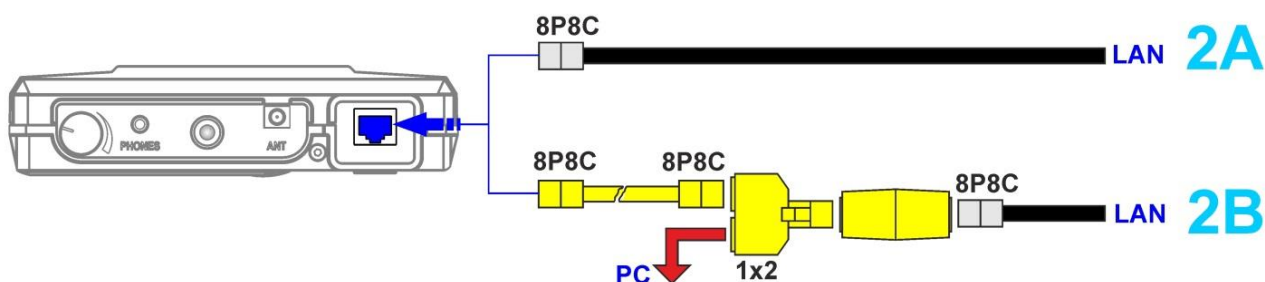 8P8C
LAN
2A
PHONES
ANT
8P8C
8P8C
8P8C
LAN
2B
PC
1x2